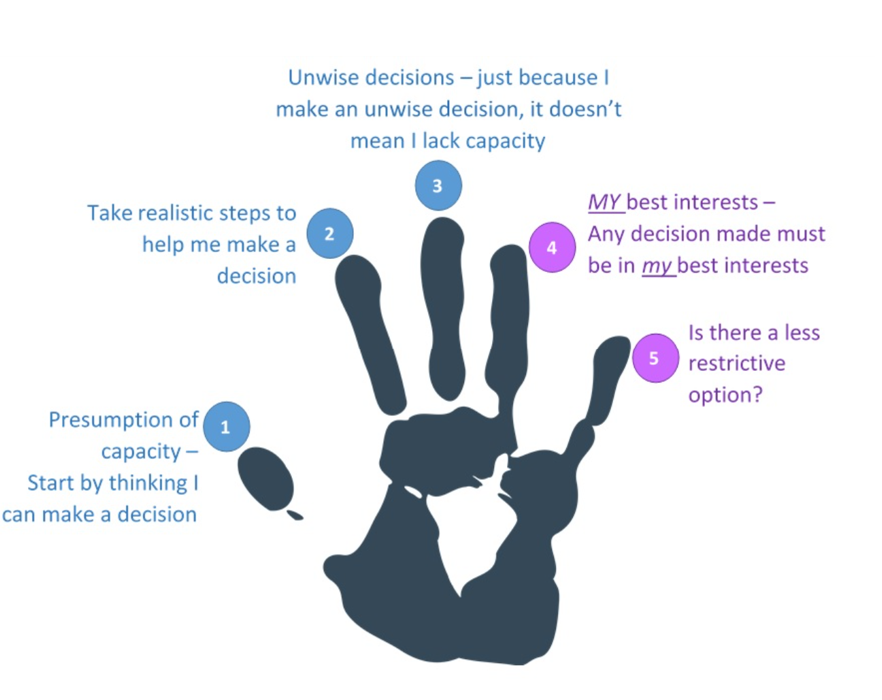 Unwise decisions – just because I
make an unwise decision, it doesn't
mean I lack capacity
3
MY best interests –
Any decision made must
be in my best interests
4
Take realistic steps to
help me make a
decision
2
Is there a less
restrictive
option?
5
Presumption of
capacity –
Start by thinking I
can make a decision
1